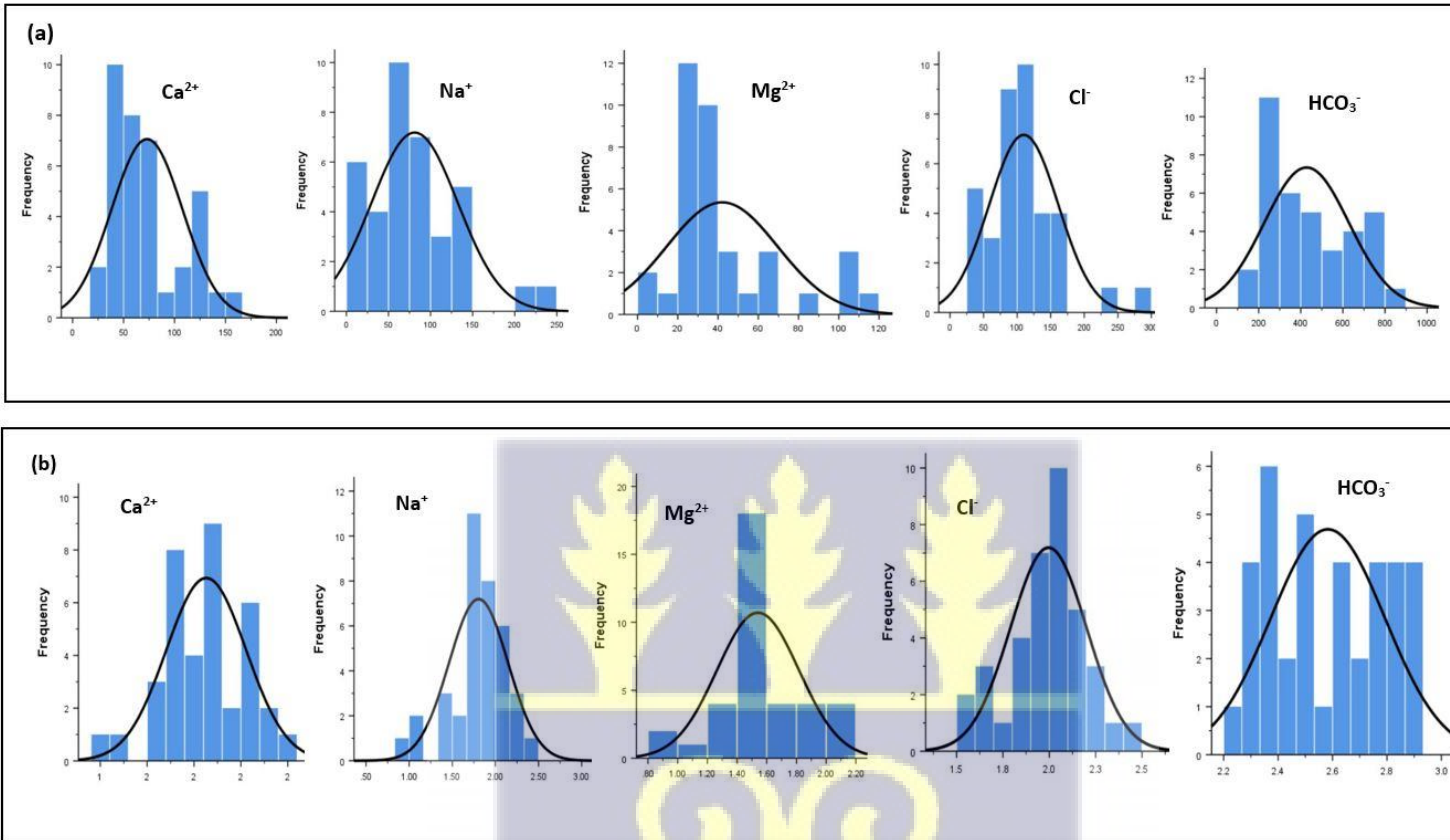 (a)
Ca²⁺
Frequency
10
8
6
4
2
0
0 50 100 150 200
Na⁺
Frequency
10
8
6
4
2
0
0 50 100 150 200 250
Mg²⁺
Frequency
12
10
8
6
4
2
0
0 20 40 60 80 100 120
Cl⁻
Frequency
10
8
6
4
2
0
0 50 100 150 200 250 300
HCO₃⁻
Frequency
12
10
8
6
4
2
0
0 200 400 600 800 1000
(b)
Ca²⁺
Frequency
10
8
6
4
2
0
1 2 2 2 2
Na⁺
Frequency
12
10
8
6
4
2
0
.50 1.00 1.50 2.00 2.50 3.00
Mg²⁺
Frequency
20
15
10
5
0
.80 1.00 1.20 1.40 1.60 1.80 2.00 2.20
Cl⁻
Frequency
10
8
6
4
2
0
1.5 1.8 2.0 2.3 2.5
HCO₃⁻
Frequency
6
5
4
3
2
1
0
2.2 2.4 2.6 2.8 3.0